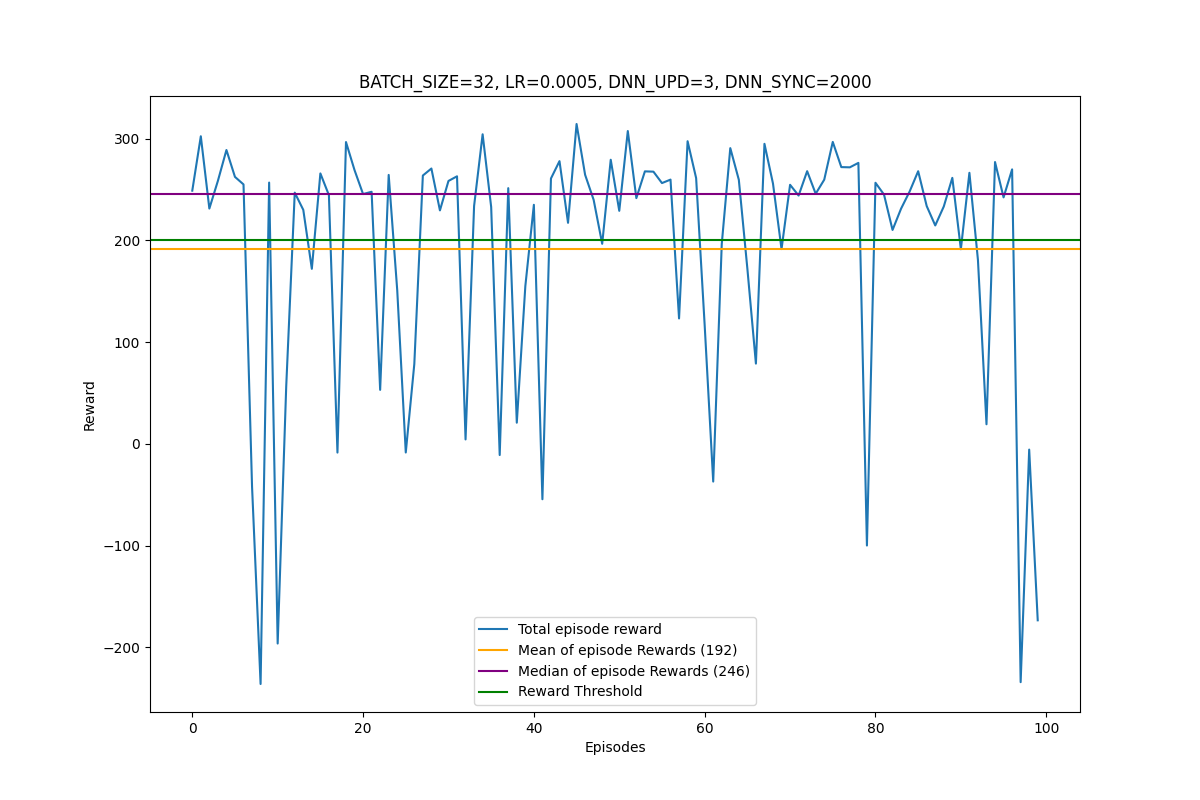 BATCH_SIZE=32, LR=0.0005, DNN_UPD=3, DNN_SYNC=2000
300
200
100
0
−100
−200
Reward
Total episode reward
Mean of episode Rewards (192)
Median of episode Rewards (246)
Reward Threshold
0 20 40 60 80 100
Episodes